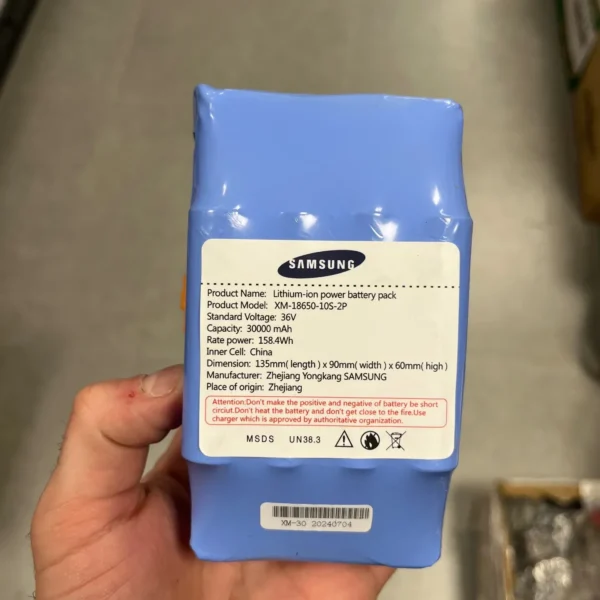 SAMSUNG
Product Name: Lithium-ion power battery pack
Product Model: XM-18650-10S-2P
Standard Voltage: 36V
Capacity: 30000 mAh
Rate power: 158.4Wh
Inner Cell: China
Dimension: 135mm( length ) x 90mm( width ) x 60mm( high )
Manufacturer: Zhejiang Yongkang SAMSUNG
Place of origin: Zhejiang
Attention:Don't make the positive and negative of battery be short
circiut.Don't heat the battery and don't get close to the fire.Use
charger which is approved by authoritative organization.
MSDS UN38.3
XM-30 20240704